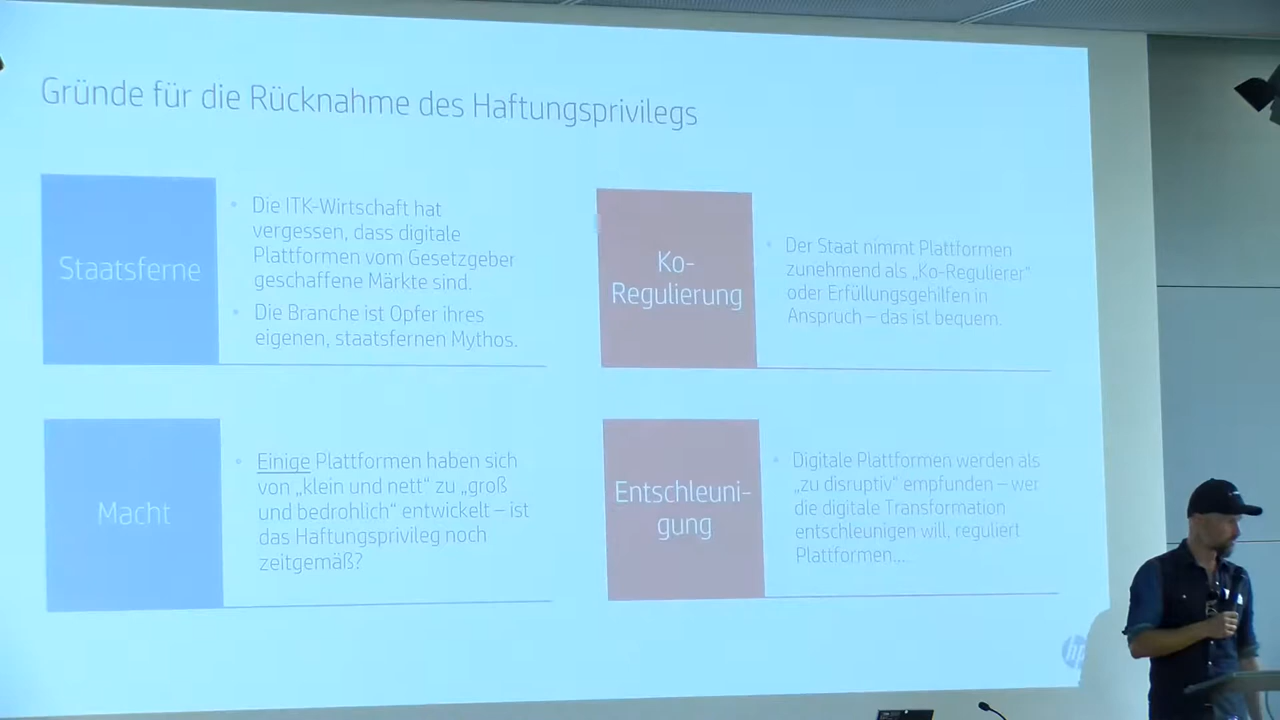 Gründe für die Rücknahme des Haftungsprivilegs
Staatsferne
• Die ITK-Wirtschaft hat
vergessen, dass digitale
Plattformen vom Gesetzgeber
geschaffene Märkte sind.
• Die Branche ist Opfer ihres
eigenen, staatsfernen Mythos.
Ko-
Regulierung
• Der Staat nimmt Plattformen
zunehmend als „Ko-Regulierer“
oder Erfüllungsgehilfen in
Anspruch – das ist bequem.
Macht
• Einige Plattformen haben sich
von „klein und nett“ zu „groß
und bedrohlich“ entwickelt – ist
das Haftungsprivileg noch
zeitgemäß?
Entschleuni-
gung
• Digitale Plattformen werden als
„zu disruptiv“ empfunden – wer
die digitale Transformation
entschleunigen will, reguliert
Plattformen...
hp